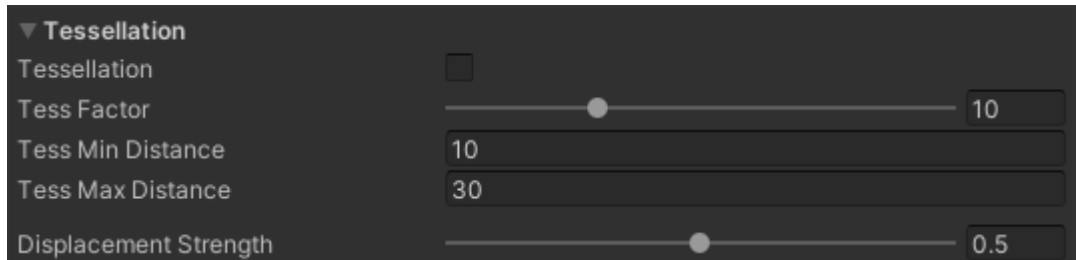 Tessellation
Tessellation
Tess Factor 10
Tess Min Distance 10
Tess Max Distance 30
Displacement Strength 0.5